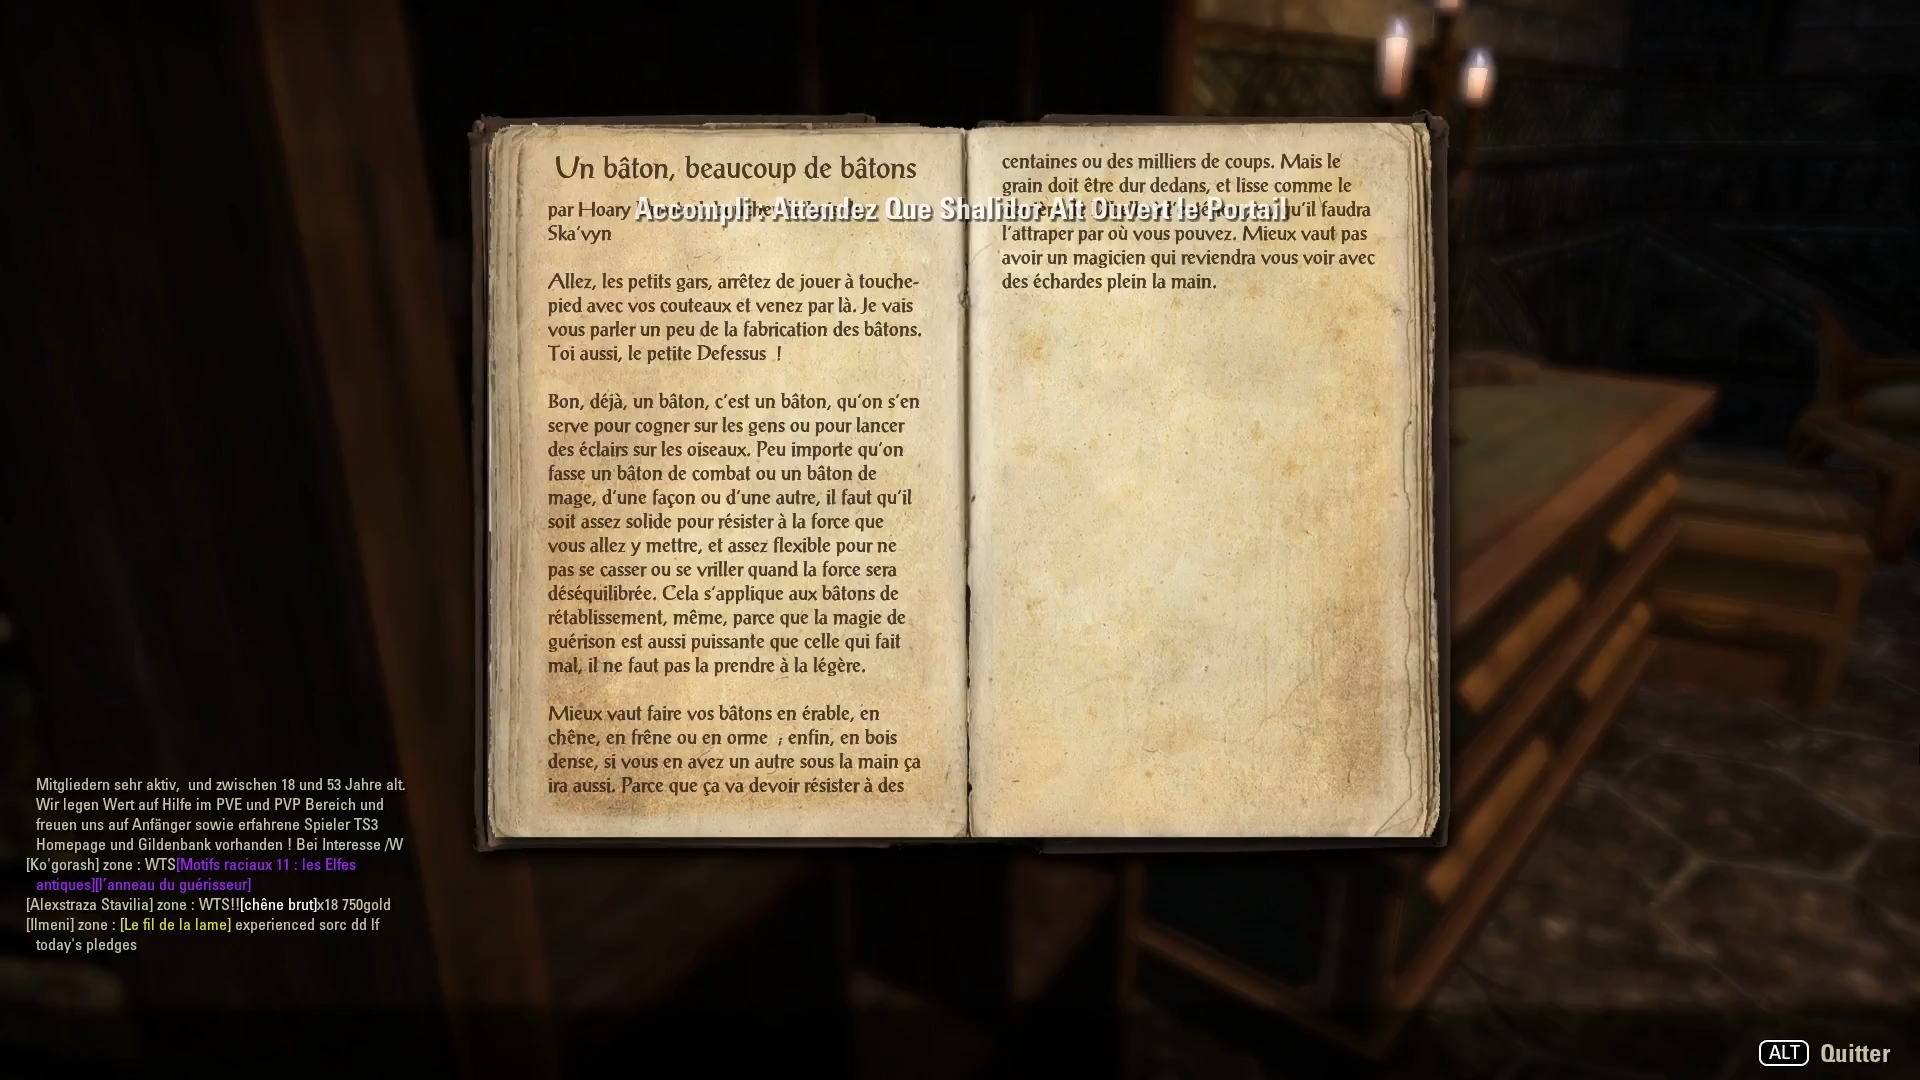 Un bâton, beaucoup de bâtons
par Hoary
Ska'vyn
Allez, les petits gars, arrêtez de jouer à touche-
pied avec vos couteaux et venez par là. Je vais
vous parler un peu de la fabrication des bâtons.
Toi aussi, le petite Defessus !
Bon, déjà, un bâton, c'est un bâton, qu'on s'en
serve pour cogner sur les gens ou pour lancer
des éclairs sur les oiseaux. Peu importe qu'on
fasse un bâton de combat ou un bâton de
mage, d'une façon ou d'une autre, il faut qu'il
soit assez solide pour résister à la force que
vous allez y mettre, et assez flexible pour ne
pas se casser ou se vriller quand la force sera
déséquilibrée. Cela s'applique aux bâtons de
rétablissement, même, parce que la magie de
guérison est aussi puissante que celle qui fait
mal, il ne faut pas la prendre à la légère.
Mieux vaut faire vos bâtons en érable, en
chêne, en frêne ou en orme ; enfin, en bois
dense, si vous en avez un autre sous la main ça
ira aussi. Parce que ça va devoir résister à des
centaines ou des milliers de coups. Mais le
grain doit être dur dedans, et lisse comme le
qu'il faudra
l'attraper par où vous pouvez. Mieux vaut pas
avoir un magicien qui reviendra vous voir avec
des échardes plein la main.
Accompli : Attendez Que Shalidor Ait Ouvert le Portail
Mitgliedern sehr aktiv, und zwischen 18 und 53 Jahre alt.
Wir legen Wert auf Hilfe im PVE und PVP Bereich und
freuen uns auf Anfänger sowie erfahrene Spieler TS3
Homepage und Gildenbank vorhanden ! Bei Interesse /W
[Ko'gorash] zone : WTS[Motifs raciaux 11 : les Elfes
antiques][l'anneau du guérisseur]
[Alexstraza Stavilia] zone : WTS!![chêne brut]x18 750gold
[Ilmeni] zone : [Le fil de la lame] experienced sorc dd lf
today's pledges
ALT Quitter